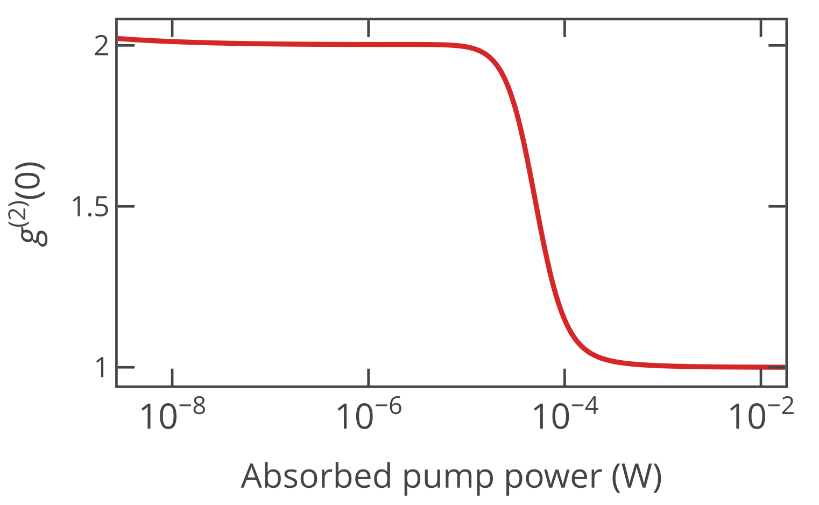 2
1.5
1
g⁽²⁾(0)
10⁻⁸ 10⁻⁶ 10⁻⁴ 10⁻²
Absorbed pump power (W)